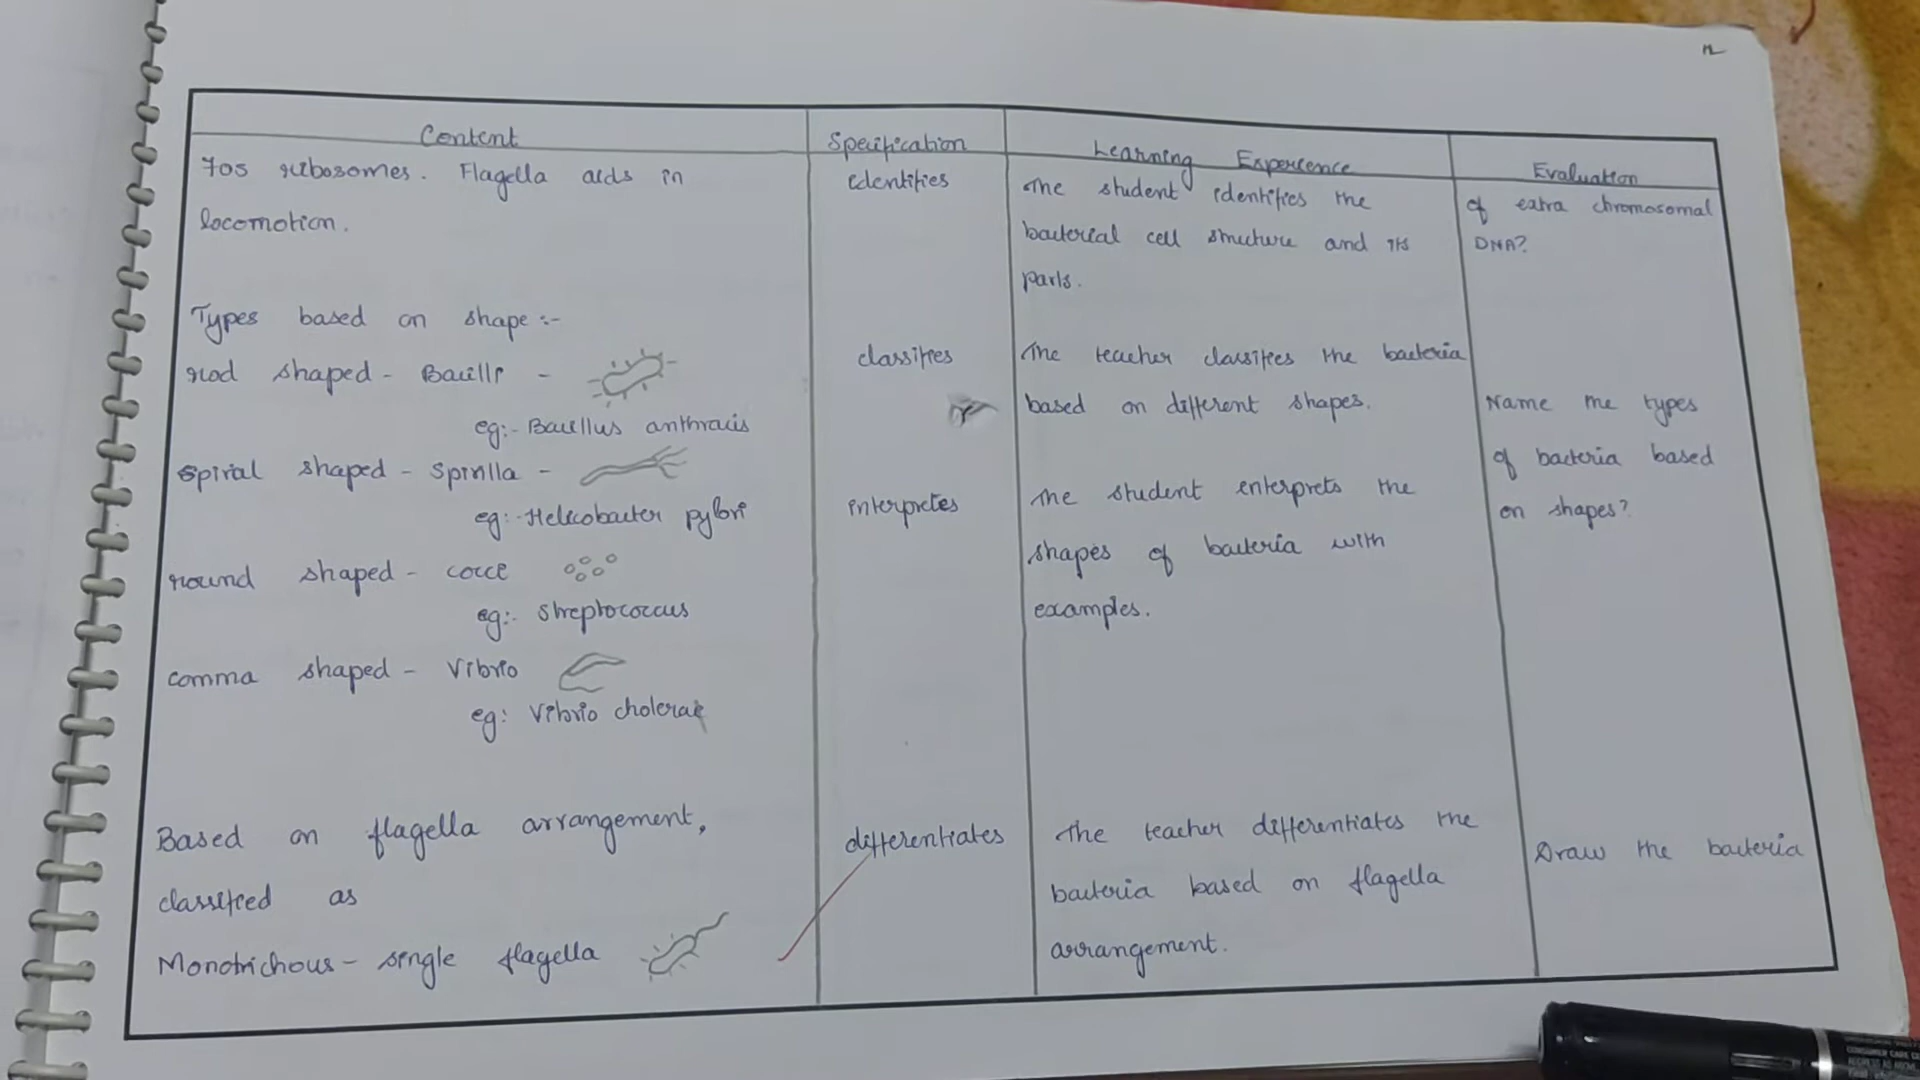 12
Content
70s ribosomes. Flagella aids in
locomotion.
Types based on shape :-
rod shaped - Bacilli -
eg:- Bacillus anthracis
spiral shaped - Spirilla -
eg:- Helicobacter pylori
round shaped - cocce
eg:- Streptococcus
comma shaped - Vibrio
eg: Vibrio cholerae
Based on flagella arrangement,
classified as
Monotrichous - single flagella
Specification
identifies
classifies
interpretes
differentiates
Learning Experience
The student identifies the
bacterial cell structure and its
parts.
The teacher classifies the bacteria
based on different shapes.
The student interprets the
shapes of bacteria with
examples.
The teacher differentiates the
bacteria based on flagella
arrangement.
Evaluation
of extra chromosomal
DNA?
Name the types
of bacteria based
on shapes?
Draw the bacteria